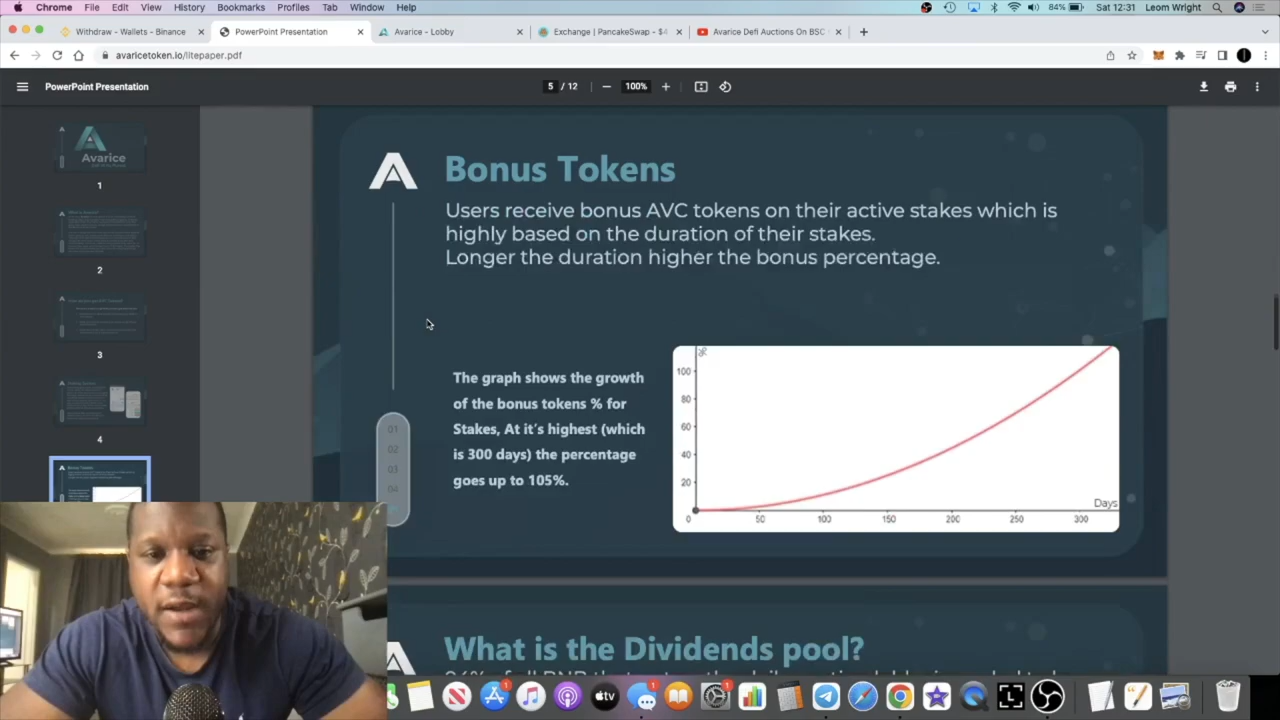 Chrome File Edit View History Bookmarks Profiles Tab Window Help 84% Sat 12:31 Leom Wright
Withdraw - Wallets - Binance PowerPoint Presentation Avarice - Lobby Exchange | PancakeSwap - $4 Avarice Defi Auctions On BSC
avaricetoken.io/litepaper.pdf
PowerPoint Presentation 5 / 12 100%
Avarice
1
2
3
4
Bonus Tokens
Users receive bonus AVC tokens on their active stakes which is
highly based on the duration of their stakes.
Longer the duration higher the bonus percentage.
The graph shows the growth
of the bonus tokens % for
Stakes, At it's highest (which
is 300 days) the percentage
goes up to 105%.
01
02
03
04
%
100
80
60
40
20
0 50 100 150 200 250 300
Days
What is the Dividends pool?
tv